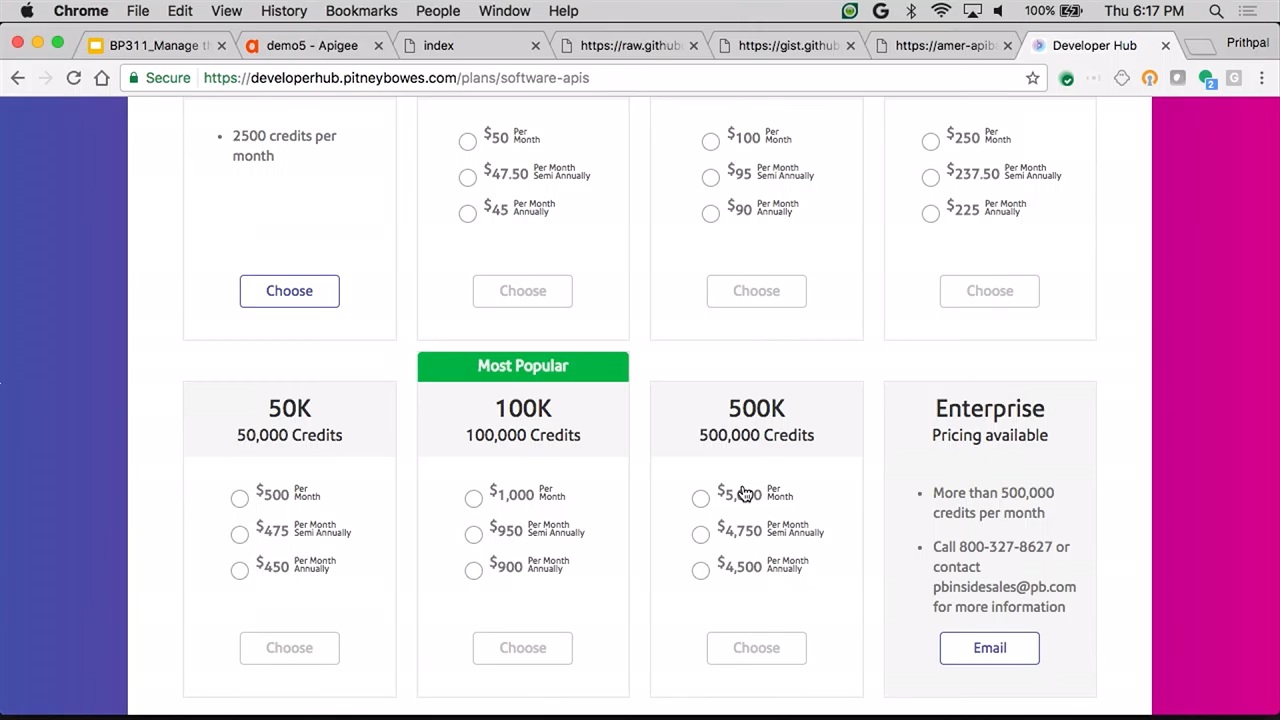 Chrome File Edit View History Bookmarks People Window Help 100% Thu 6:17 PM
BP311_Manage th demo5 - Apigee index https://raw.github https://gist.github https://amer-apib Developer Hub Prithpal
Secure https://developerhub.pitneybowes.com/plans/software-apis 2 G
2500 credits per
month
$50 Per Month
$47.50 Per Month Semi Annually
$45 Per Month Annually
$100 Per Month
$95 Per Month Semi Annually
$90 Per Month Annually
$250 Per Month
$237.50 Per Month Semi Annually
$225 Per Month Annually
Choose Choose Choose Choose
Most Popular
50K
50,000 Credits
$500 Per Month
$475 Per Month Semi Annually
$450 Per Month Annually
Choose
100K
100,000 Credits
$1,000 Per Month
$950 Per Month Semi Annually
$900 Per Month Annually
Choose
500K
500,000 Credits
Per Month
$4,750 Per Month Semi Annually
$4,500 Per Month Annually
Choose
Enterprise
Pricing available
More than 500,000
credits per month
Call 800-327-8627 or
contact
pbinsidesales@pb.com
for more information
Email